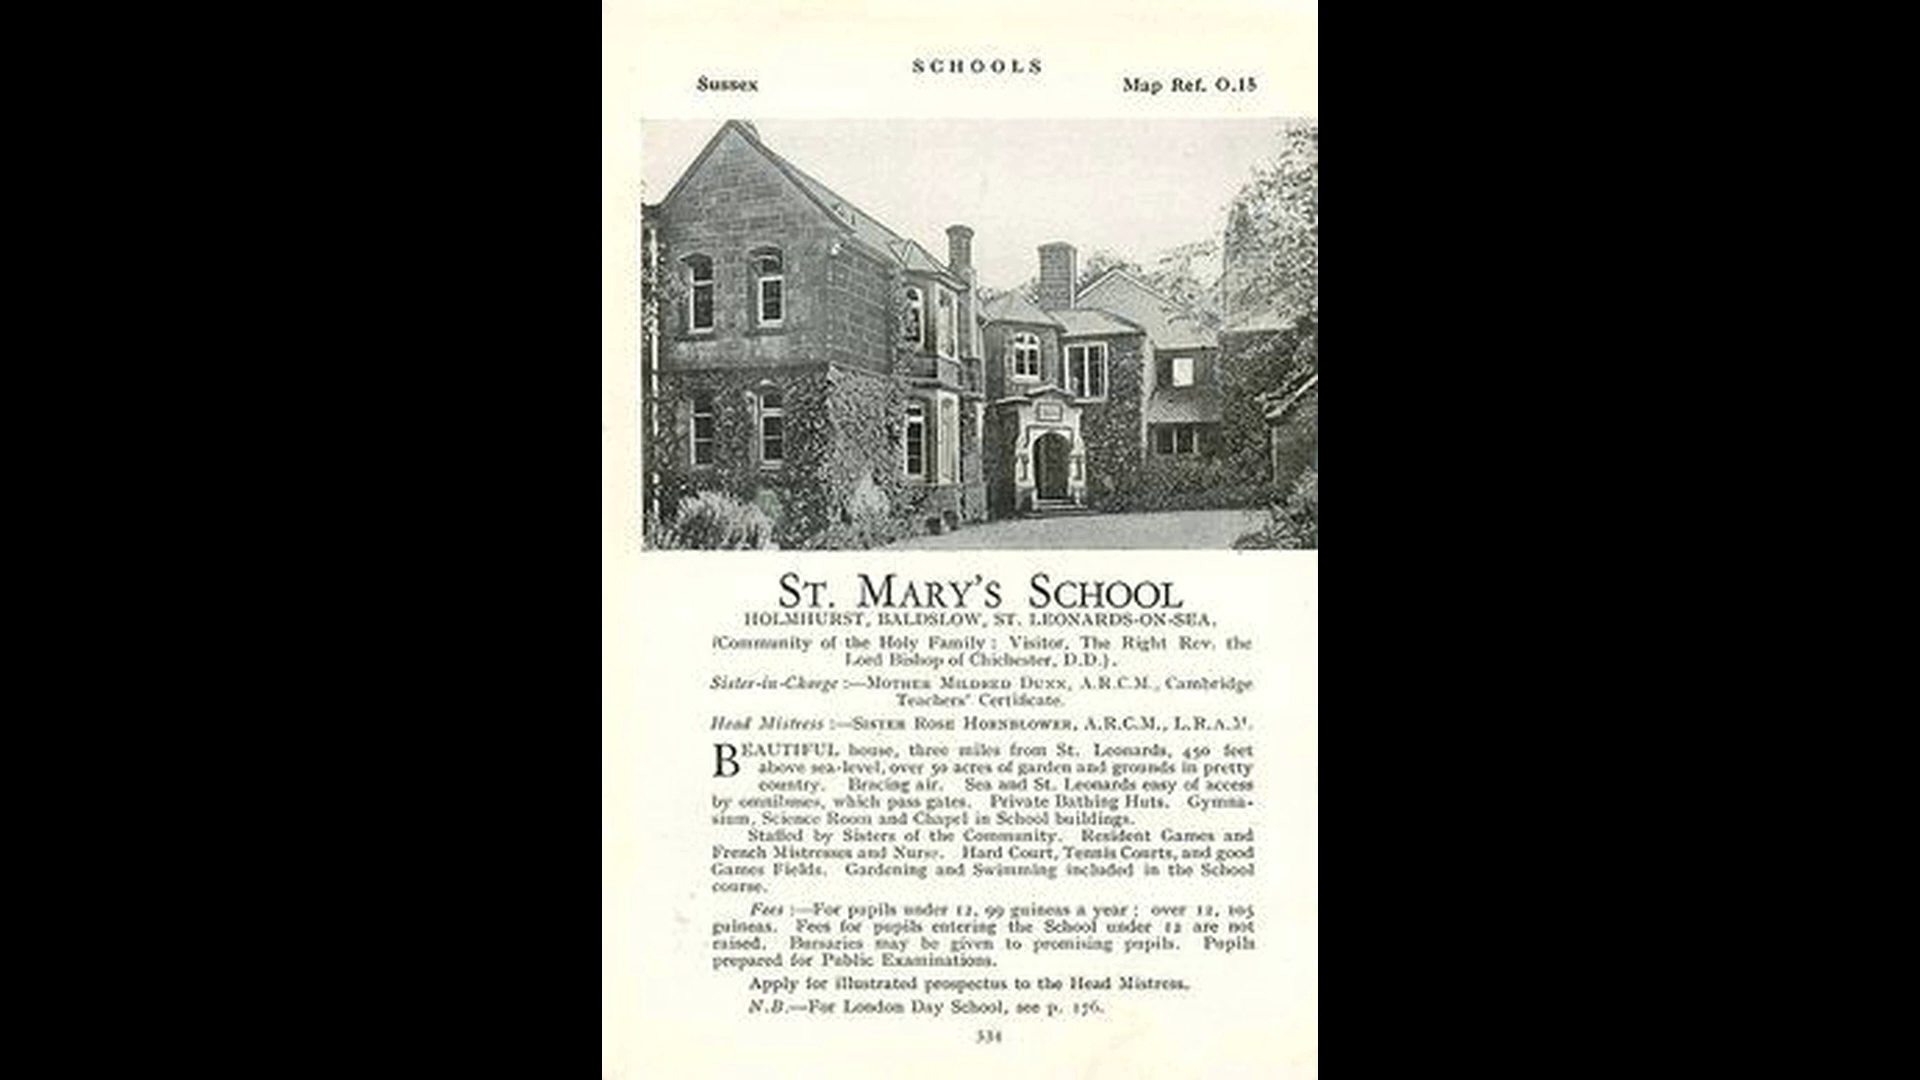 SCHOOLS
Sussex Map Ref. O.15
ST. MARY'S SCHOOL
HOLMHURST, BALDSLOW, ST. LEONARDS-ON-SEA.
(Community of the Holy Family : Visitor, The Right Rev. the
Lord Bishop of Chichester, D.D.).
Sister-in-Charge :—MOTHER MILDRED DUNN, A.R.C.M., Cambridge
Teachers' Certificate.
Head Mistress :—SISTER ROSE HORNBLOWER, A.R.C.M., L.R.A.M.
BEAUTIFUL house, three miles from St. Leonards, 450 feet
above sea-level, over 50 acres of garden and grounds in pretty
country. Bracing air. Sea and St. Leonards easy of access
by omnibuses, which pass gates. Private Bathing Huts. Gymna-
sium, Science Room and Chapel in School buildings.
Staffed by Sisters of the Community. Resident Games and
French Mistresses and Nurse. Hard Court, Tennis Courts, and good
Games Fields. Gardening and Swimming included in the School
course.
Fees :—For pupils under 12, 99 guineas a year ; over 12, 105
guineas. Fees for pupils entering the School under 12 are not
raised. Bursaries may be given to promising pupils. Pupils
prepared for Public Examinations.
Apply for illustrated prospectus to the Head Mistress.
N.B.—For London Day School, see p. 176.
534